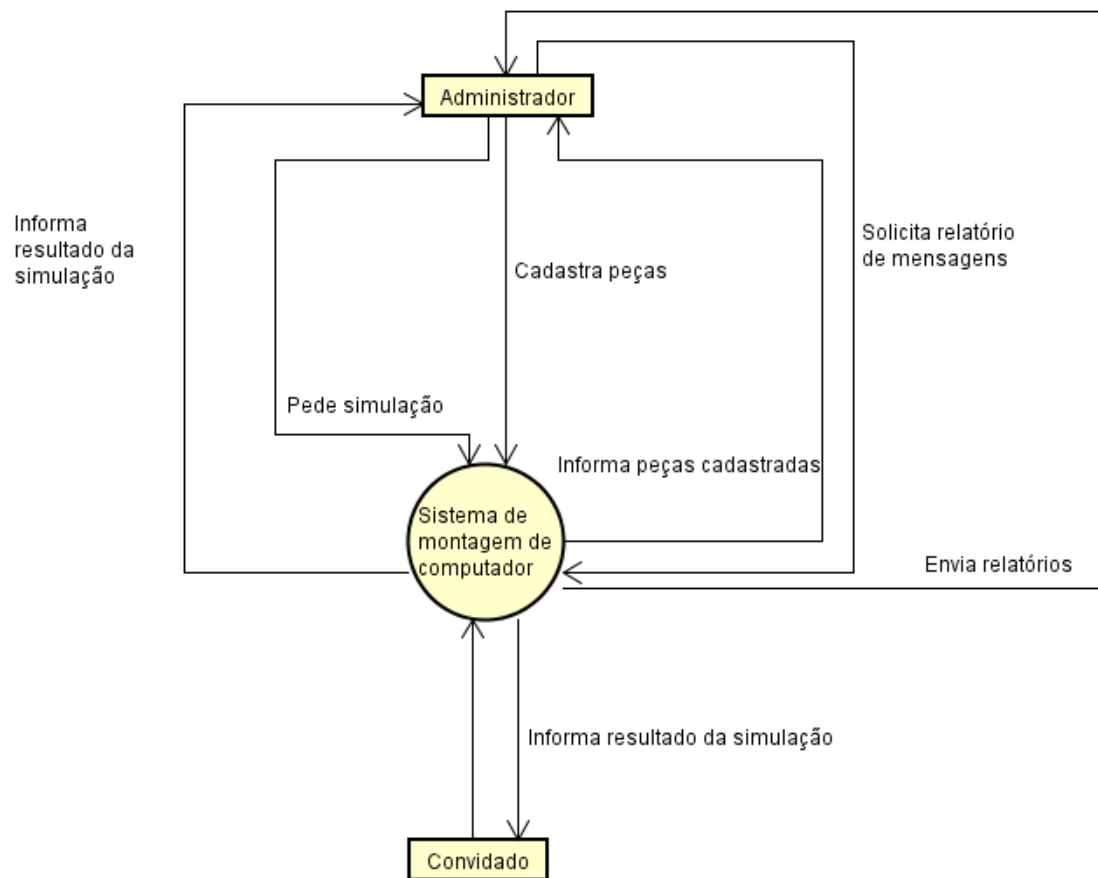 Administrador
Informa
resultado da
simulação
Solicita relatório
de mensagens
Cadastra peças
Pede simulação
Informa peças cadastradas
Sistema de
montagem de
computador
Envia relatórios
Informa resultado da simulação
Convidado